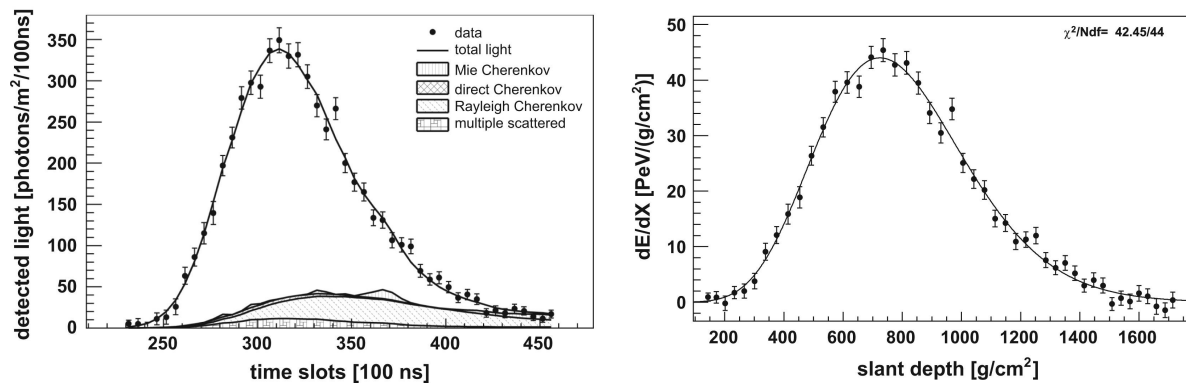 detected light [photons/m²/100ns]
350
300
250
200
150
100
50
0
data
total light
Mie Cherenkov
direct Cherenkov
Rayleigh Cherenkov
multiple scattered
250
300
350
400
450
time slots [100 ns]
dE/dX [PeV/(g/cm²)]
50
40
30
20
10
0
χ²/Ndf= 42.45/44
200
400
600
800
1000
1200
1400
1600
slant depth [g/cm²]